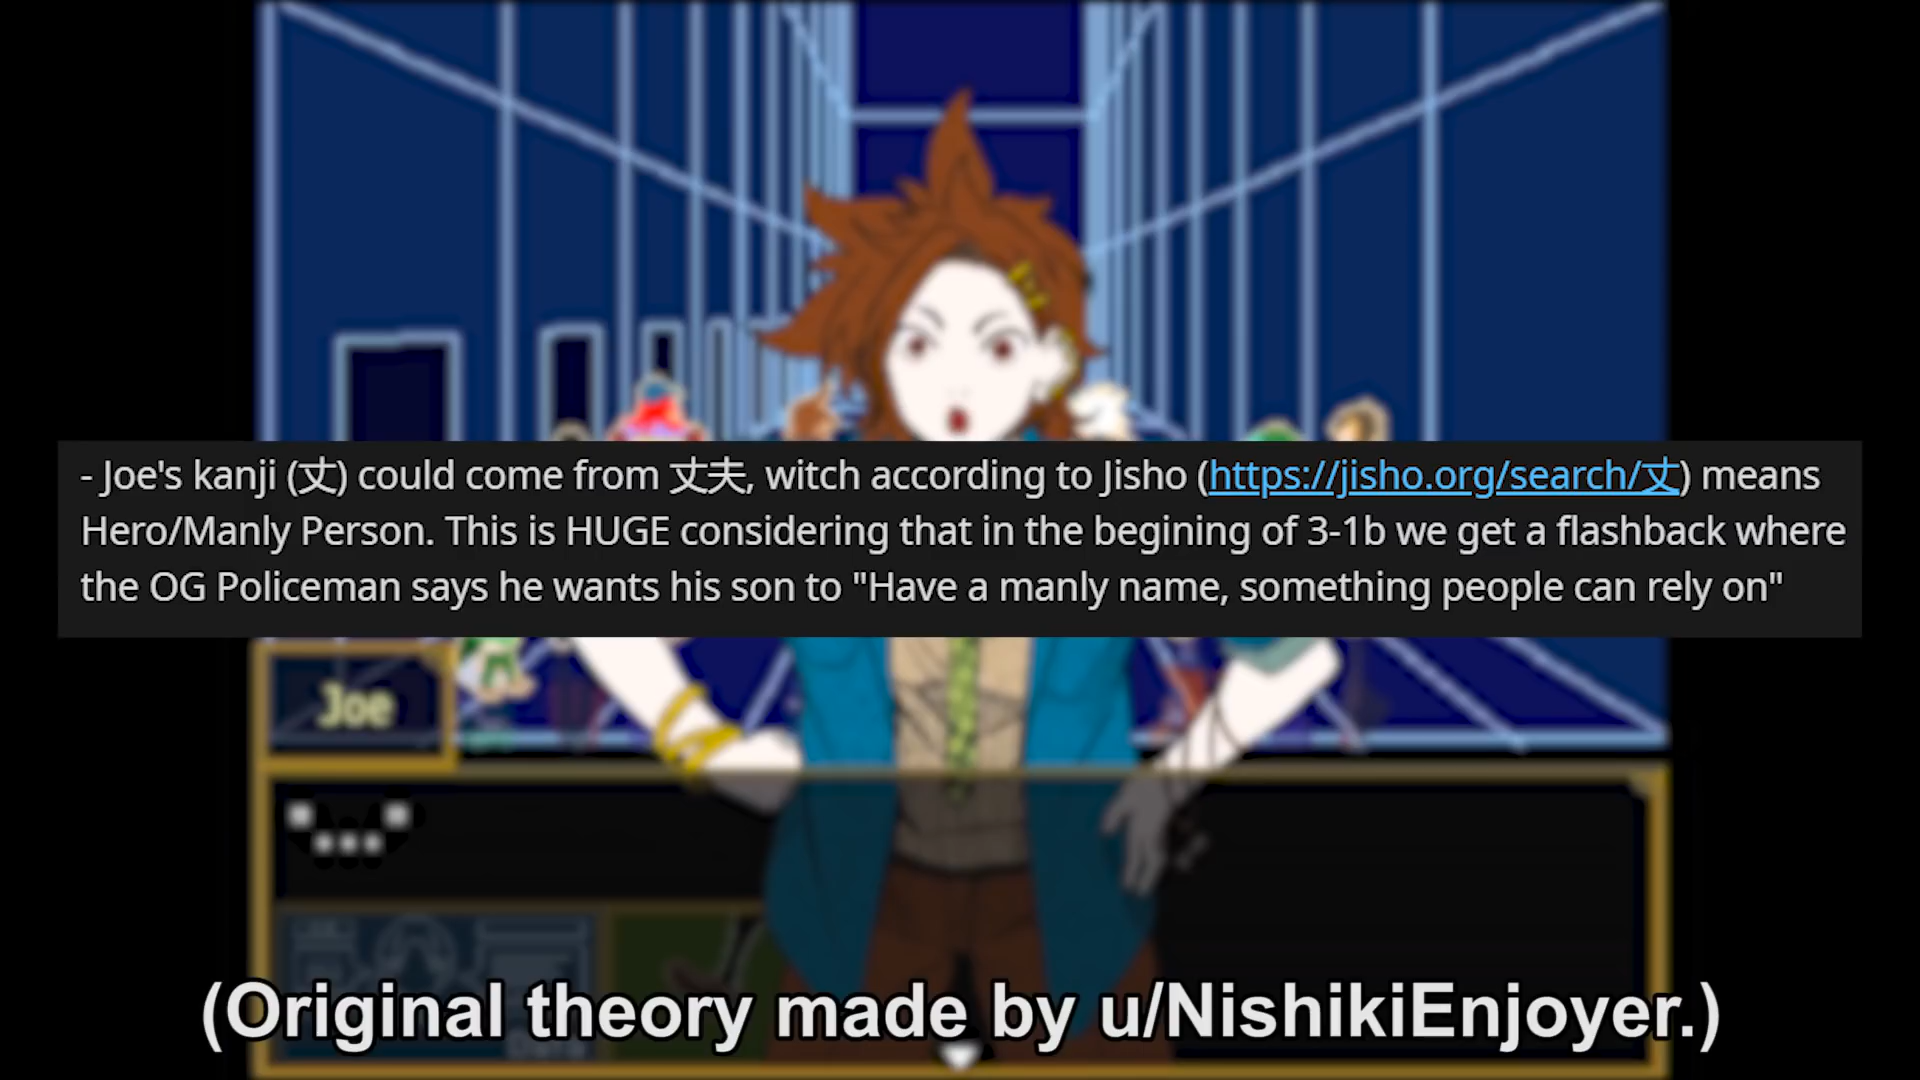 - Joe's kanji (丈) could come from 丈夫, witch according to Jisho (https://jisho.org/search/丈) means
Hero/Manly Person. This is HUGE considering that in the begining of 3-1b we get a flashback where
the OG Policeman says he wants his son to "Have a manly name, something people can rely on"
Joe
(Original theory made by u/NishikiEnjoyer.)